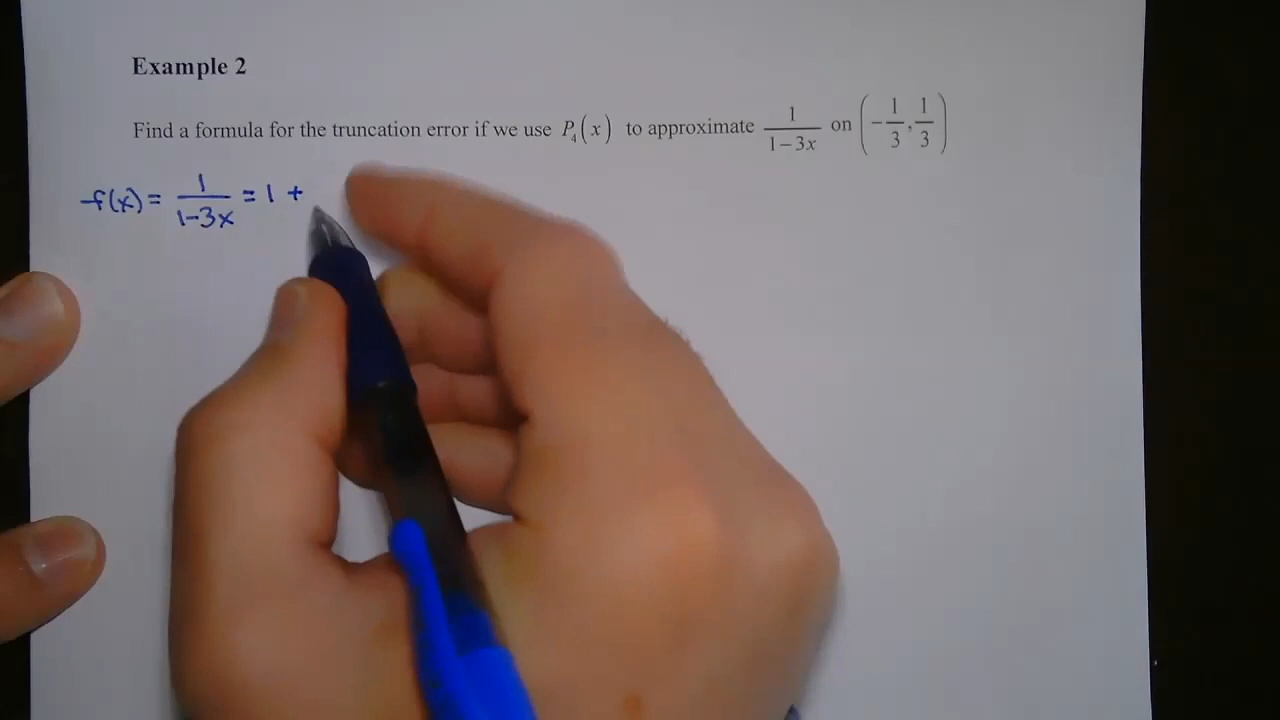 Example 2
Find a formula for the truncation error if we use P₄(x) to approximate 1/(1−3x) on (−1/3, 1/3)
f(x) = 1/(1−3x) = 1 +